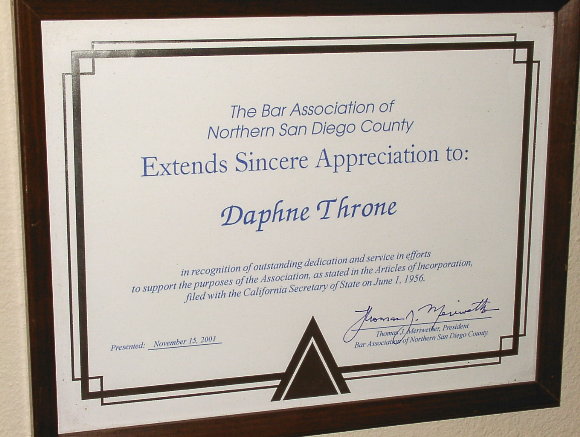 The Bar Association of
Northern San Diego County
Extends Sincere Appreciation to:
Daphne Throne
in recognition of outstanding dedication and service in efforts
to support the purposes of the Association, as stated in the Articles of Incorporation,
filed with the California Secretary of State on June 1, 1956.
Thomas J. Meriwether
Thomas J. Meriwether, President
Bar Association of Northern San Diego County
Presented: November 15, 2001